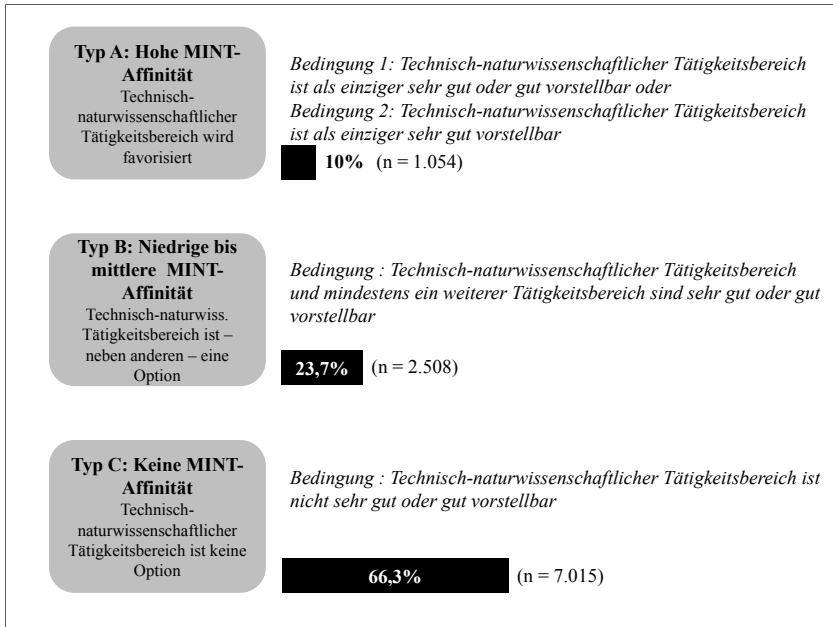 Typ A: Hohe MINT-
Affinität
Technisch-
naturwissenschaftlicher
Tätigkeitsbereich wird
favorisiert
Bedingung 1: Technisch-naturwissenschaftlicher Tätigkeitsbereich
ist als einziger sehr gut oder gut vorstellbar oder
Bedingung 2: Technisch-naturwissenschaftlicher Tätigkeitsbereich
ist als einziger sehr gut vorstellbar
10% (n = 1.054)
Typ B: Niedrige bis
mittlere MINT-
Affinität
Technisch-naturwiss.
Tätigkeitsbereich ist –
neben anderen – eine
Option
Bedingung : Technisch-naturwissenschaftlicher Tätigkeitsbereich
und mindestens ein weiterer Tätigkeitsbereich sind sehr gut oder gut
vorstellbar
23,7% (n = 2.508)
Typ C: Keine MINT-
Affinität
Technisch-
naturwissenschaftlicher
Tätigkeitsbereich ist keine
Option
Bedingung : Technisch-naturwissenschaftlicher Tätigkeitsbereich ist
nicht sehr gut oder gut vorstellbar
66,3% (n = 7.015)